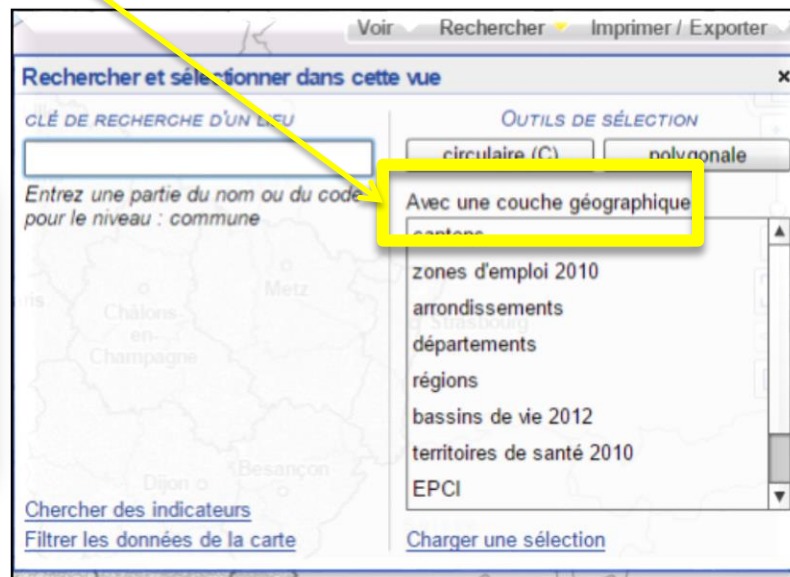 Voir Rechercher Imprimer / Exporter
Rechercher et sélectionner dans cette vue ×
CLÉ DE RECHERCHE D'UN LIEU
Entrez une partie du nom ou du code
pour le niveau : commune
Chercher des indicateurs
Filtrer les données de la carte
OUTILS DE SÉLECTION
circulaire (C) polygonale
Avec une couche géographique
cantons
zones d'emploi 2010
arrondissements
départements
régions
bassins de vie 2012
territoires de santé 2010
EPCI
Charger une sélection
Metz
Châlons
en-
Champagne
Strasbourg
Dijon
Besançon